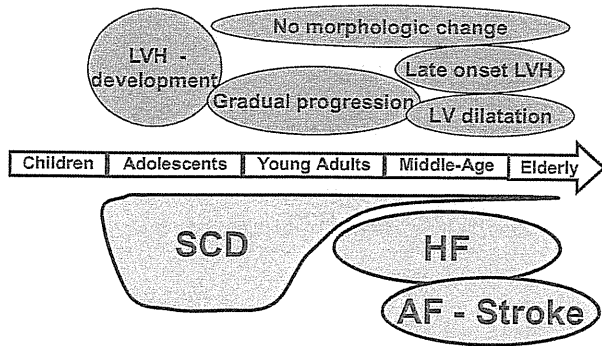 No morphologic change
LVH -
development
Late onset LVH
Gradual progression
LV dilatation
Children Adolescents Young Adults Middle-Age Elderly
SCD
HF
AF - Stroke